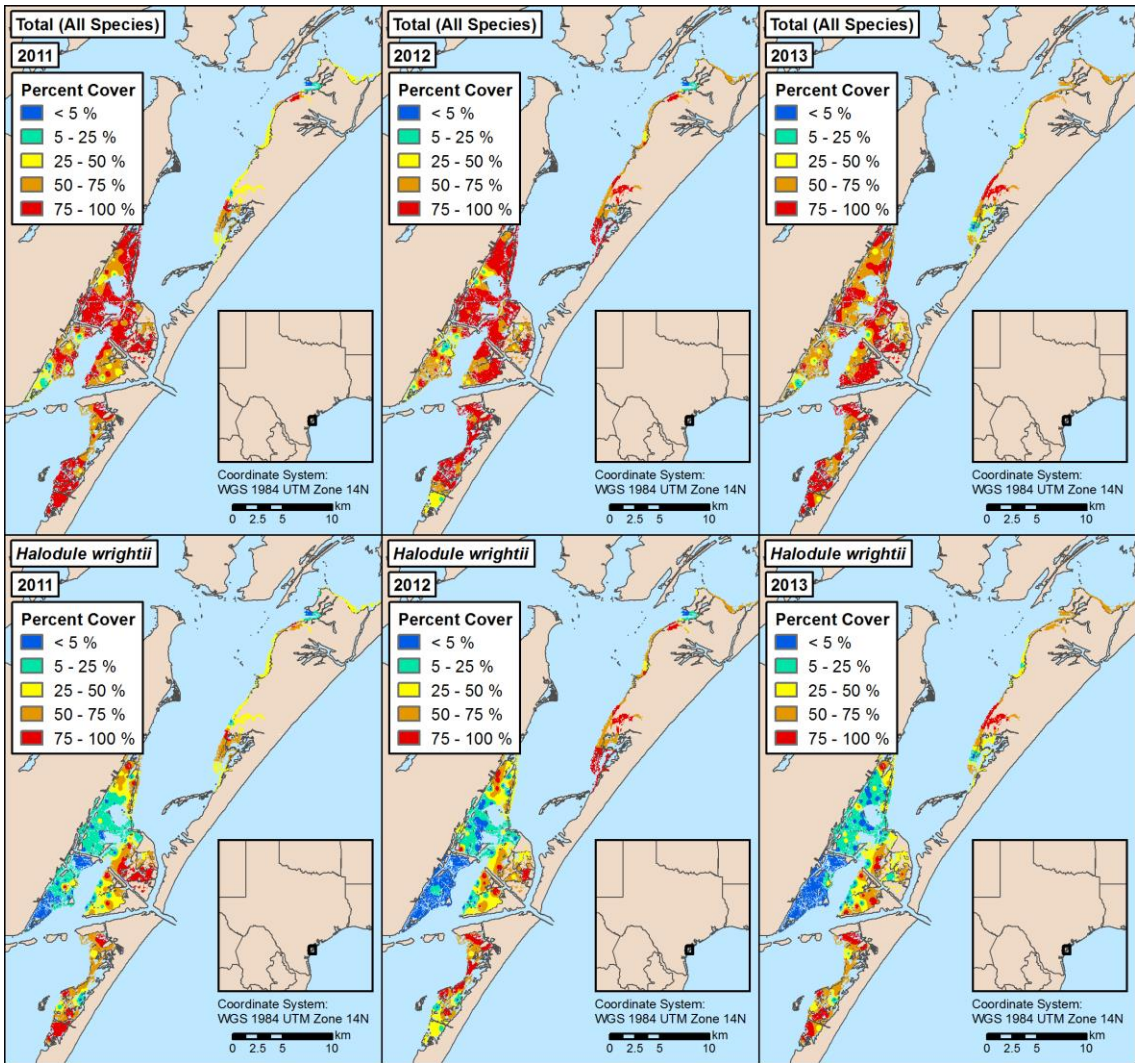 Total (All Species)
2011
Percent Cover
< 5 %
5 - 25 %
25 - 50 %
50 - 75 %
75 - 100 %
Coordinate System:
WGS 1984 UTM Zone 14N
km
0 2.5 5 10
Total (All Species)
2012
Percent Cover
< 5 %
5 - 25 %
25 - 50 %
50 - 75 %
75 - 100 %
Coordinate System:
WGS 1984 UTM Zone 14N
km
0 2.5 5 10
Total (All Species)
2013
Percent Cover
< 5 %
5 - 25 %
25 - 50 %
50 - 75 %
75 - 100 %
Coordinate System:
WGS 1984 UTM Zone 14N
km
0 2.5 5 10
Halodule wrightii
2011
Percent Cover
< 5 %
5 - 25 %
25 - 50 %
50 - 75 %
75 - 100 %
Coordinate System:
WGS 1984 UTM Zone 14N
km
0 2.5 5 10
Halodule wrightii
2012
Percent Cover
< 5 %
5 - 25 %
25 - 50 %
50 - 75 %
75 - 100 %
Coordinate System:
WGS 1984 UTM Zone 14N
km
0 2.5 5 10
Halodule wrightii
2013
Percent Cover
< 5 %
5 - 25 %
25 - 50 %
50 - 75 %
75 - 100 %
Coordinate System:
WGS 1984 UTM Zone 14N
km
0 2.5 5 10